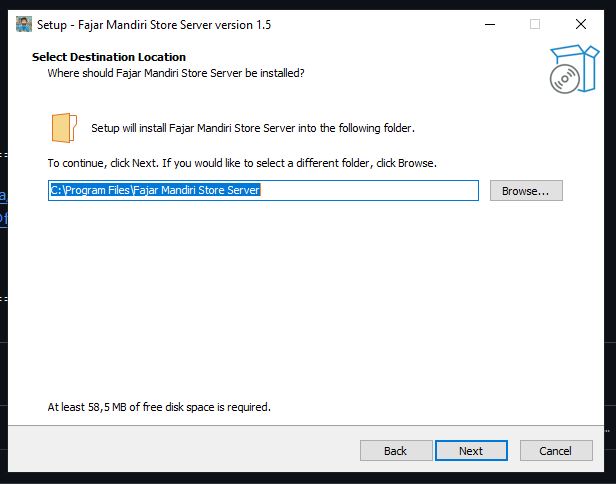 Setup - Fajar Mandiri Store Server version 1.5
Select Destination Location
Where should Fajar Mandiri Store Server be installed?
Setup will install Fajar Mandiri Store Server into the following folder.
To continue, click Next. If you would like to select a different folder, click Browse.
C:\Program Files\Fajar Mandiri Store Server
Browse...
At least 58,5 MB of free disk space is required.
Back
Next
Cancel